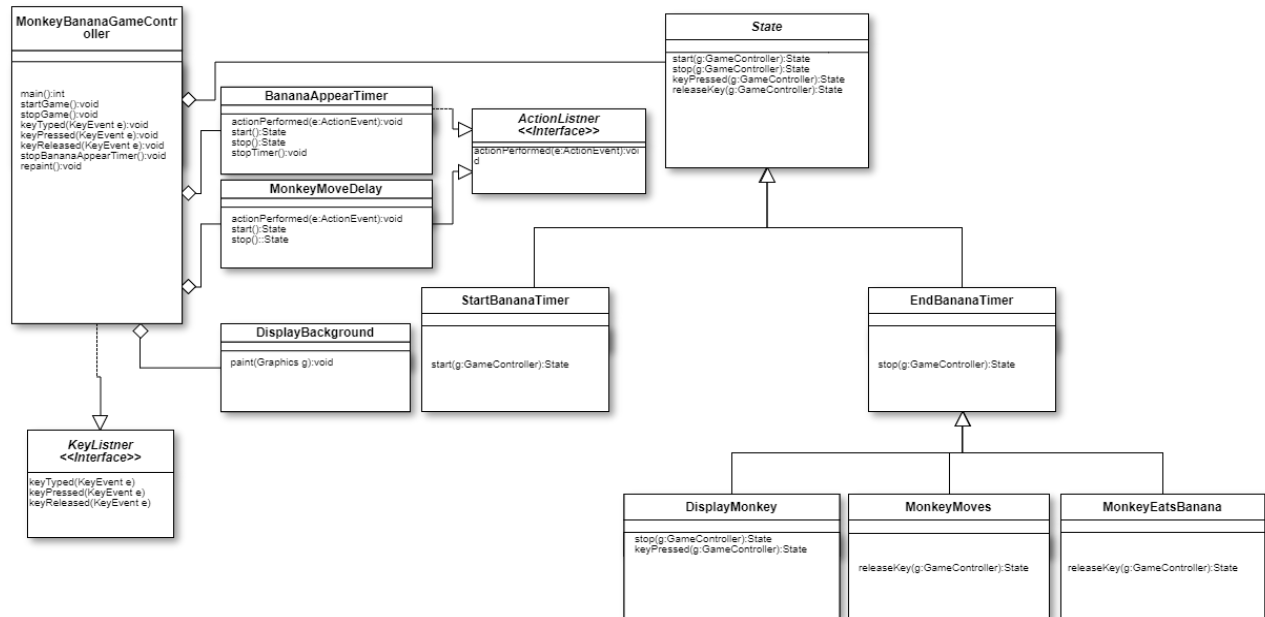 MonkeyBananaGameContr
oller
main():int
startGame():void
stopGame():void
keyTyped(KeyEvent e):void
keyPressed(KeyEvent e):void
keyReleased(KeyEvent e):void
stopBananaAppearTimer():void
repaint():void
BananaAppearTimer
actionPerformed(e:ActionEvent):void
start():State
stop():State
stopTimer():void
MonkeyMoveDelay
actionPerformed(e:ActionEvent):void
start():State
stop()::State
ActionListner
<<Interface>>
actionPerformed(e:ActionEvent):voi
d
State
start(g:GameController):State
stop(g:GameController):State
keyPressed(g:GameController):State
releaseKey(g:GameController):State
DisplayBackground
paint(Graphics g):void
StartBananaTimer
start(g:GameController):State
EndBananaTimer
stop(g:GameController):State
KeyListner
<<Interface>>
keyTyped(KeyEvent e)
keyPressed(KeyEvent e)
keyReleased(KeyEvent e)
DisplayMonkey
stop(g:GameController):State
keyPressed(g:GameController):State
MonkeyMoves
releaseKey(g:GameController):State
MonkeyEatsBanana
releaseKey(g:GameController):State